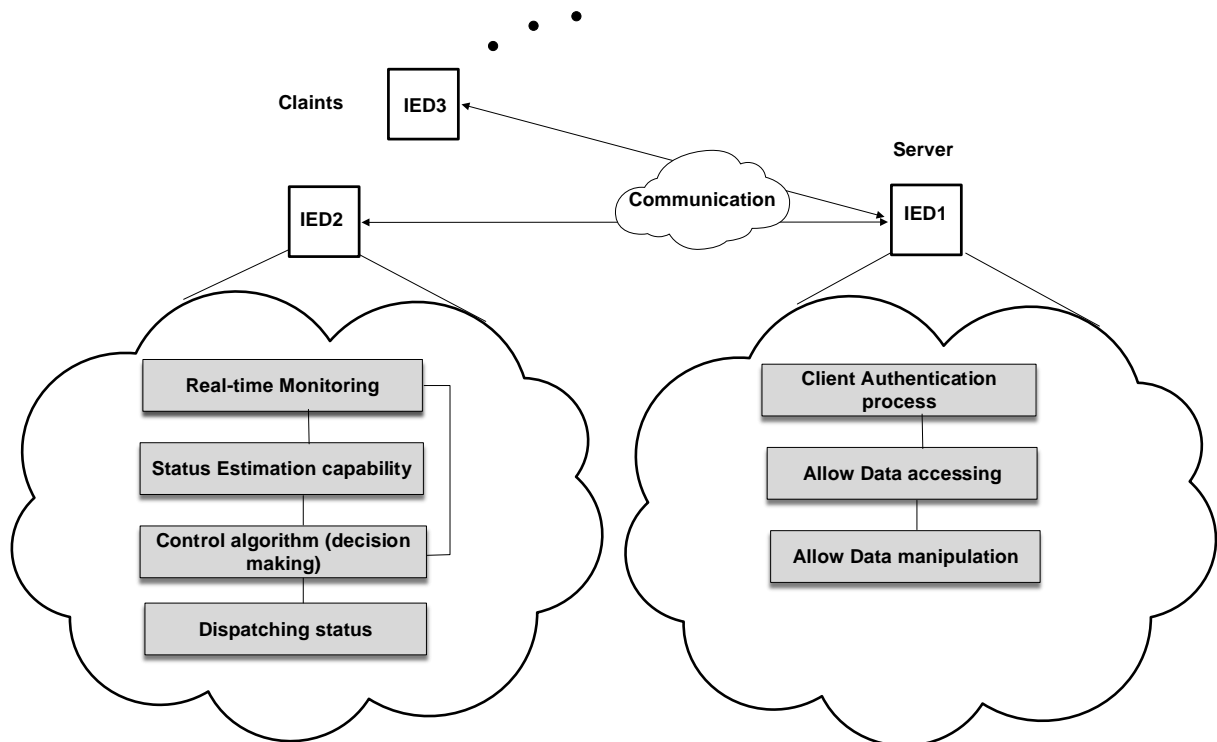 Claints
IED3
Server
Communication
IED2
IED1
Real-time Monitoring
Status Estimation capability
Control algorithm (decision
making)
Dispatching status
Client Authentication
process
Allow Data accessing
Allow Data manipulation